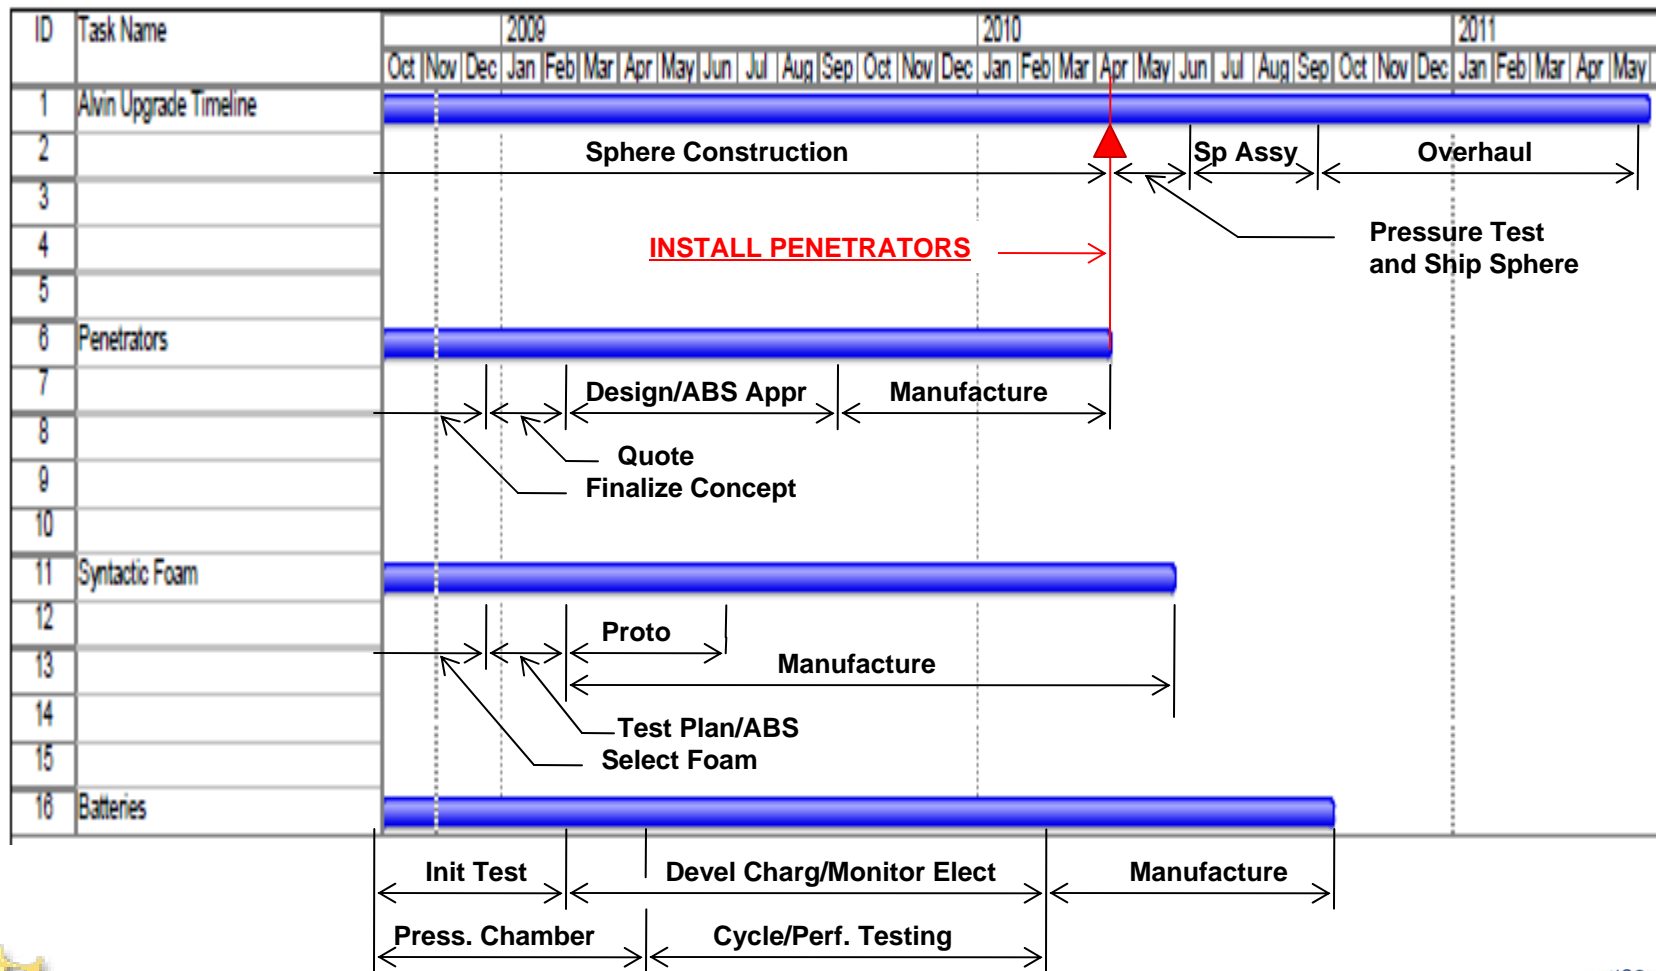 ID Task Name 2009 2010 2011
Oct Nov Dec Jan Feb Mar Apr May Jun Jul Aug Sep Oct Nov Dec Jan Feb Mar Apr May Jun Jul Aug Sep Oct Nov Dec Jan Feb Mar Apr May
1 Alvin Upgrade Timeline
2 Sphere Construction Sp Assy Overhaul
3
Pressure Test
4 INSTALL PENETRATORS
and Ship Sphere
5
6 Penetrators
7 Design/ABS Appr Manufacture
8
Quote
9 Finalize Concept
10
11 Syntactic Foam
12 Proto
13 Manufacture
14 Test Plan/ABS
15 Select Foam
16 Batteries
Init Test Devel Charg/Monitor Elect Manufacture
Press. Chamber Cycle/Perf. Testing